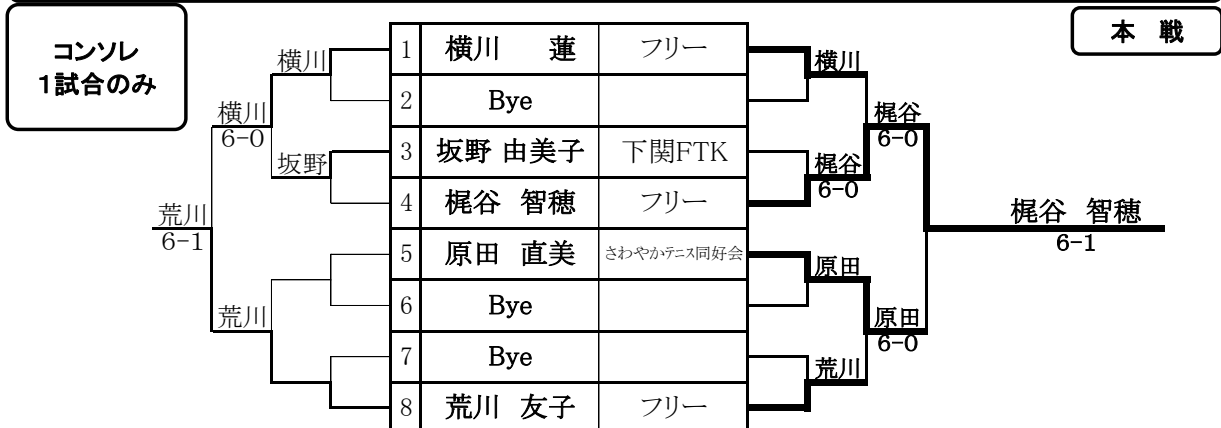 コンソレ
1試合のみ
本 戦
横川
横川
6-0
坂野
荒川
6-1
荒川
1 横川 蓮 フリー
2 Bye
3 坂野 由美子 下関FTK
4 梶谷 智穂 フリー
5 原田 直美 さわやかテニス同好会
6 Bye
7 Bye
8 荒川 友子 フリー
横川
梶谷
6-0
梶谷
6-0
梶谷 智穂
6-1
原田
原田
6-0
荒川